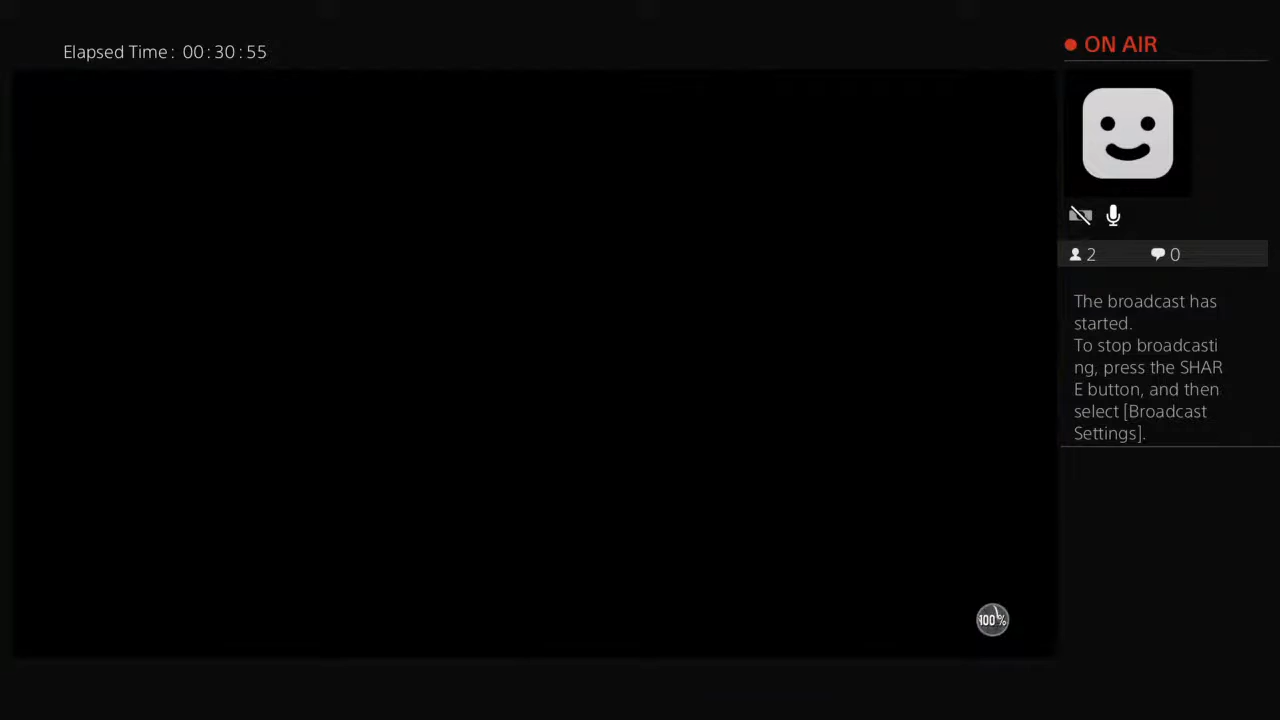 Elapsed Time: 00:30:55
ON AIR
2 0
The broadcast has
started.
To stop broadcasti
ng, press the SHAR
E button, and then
select [Broadcast
Settings].
100%